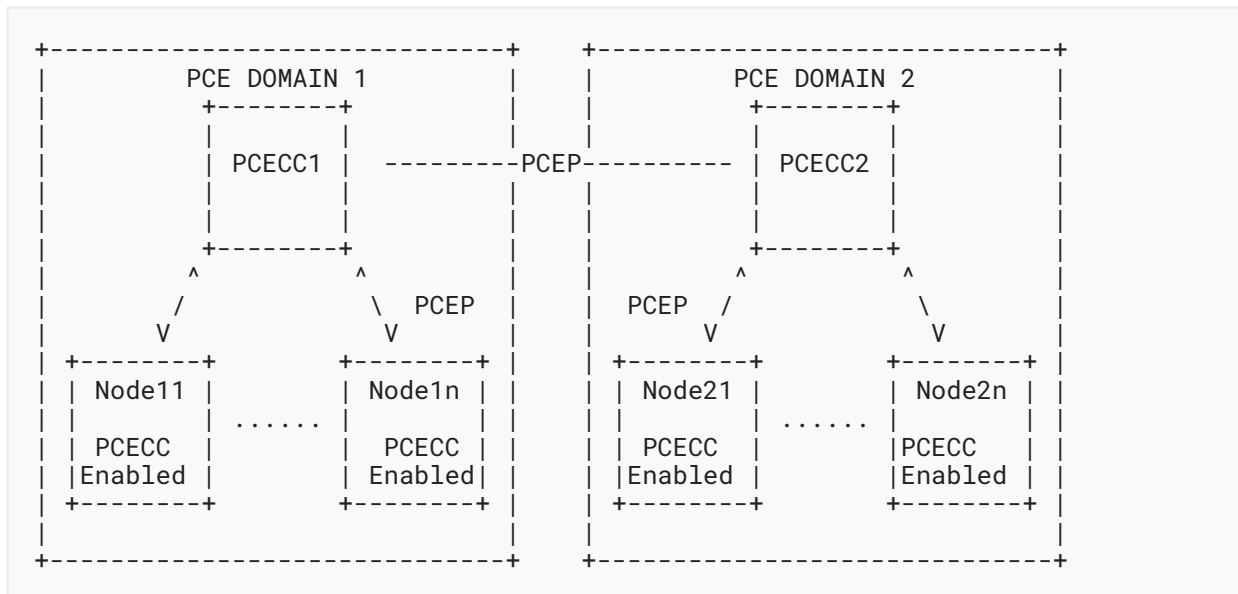 PCE DOMAIN 1 PCE DOMAIN 2
PCECC1 PCEP PCECC2
PCEP PCEP
Node11 Node1n Node21 Node2n
...... ......
PCECC PCECC PCECC PCECC
Enabled Enabled Enabled Enabled